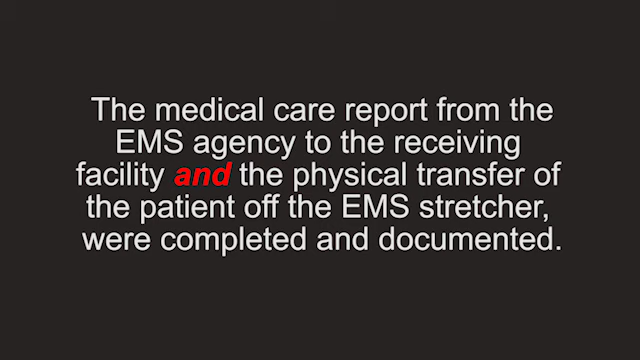 The medical care report from the
EMS agency to the receiving
facility and the physical transfer of
the patient off the EMS stretcher,
were completed and documented.